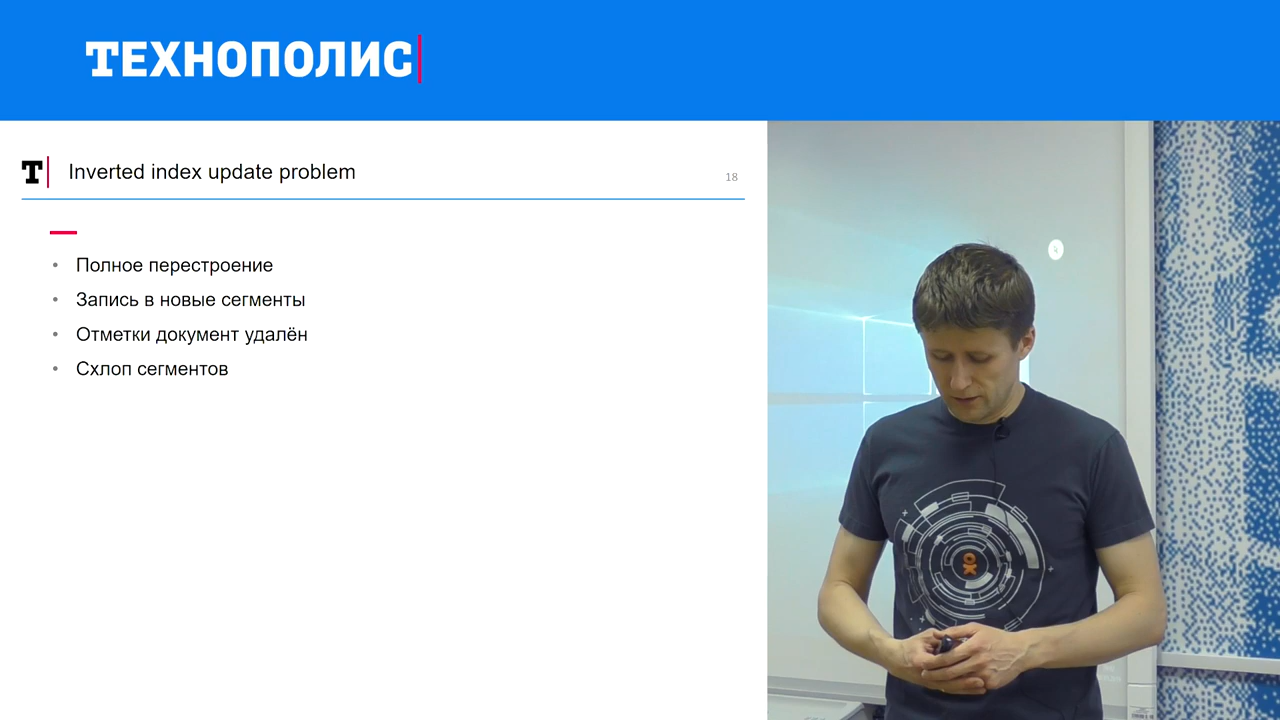 ТЕХНОПОЛИС
T
Inverted index update problem
18
Полное перестроение
Запись в новые сегменты
Отметки документ удалён
Схлоп сегментов